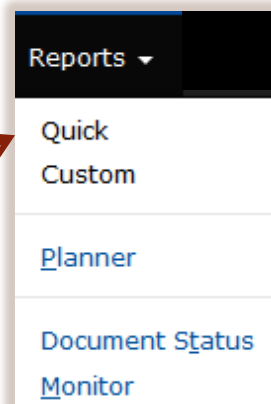 Reports
Quick
Custom
Planner
Document Status
Monitor